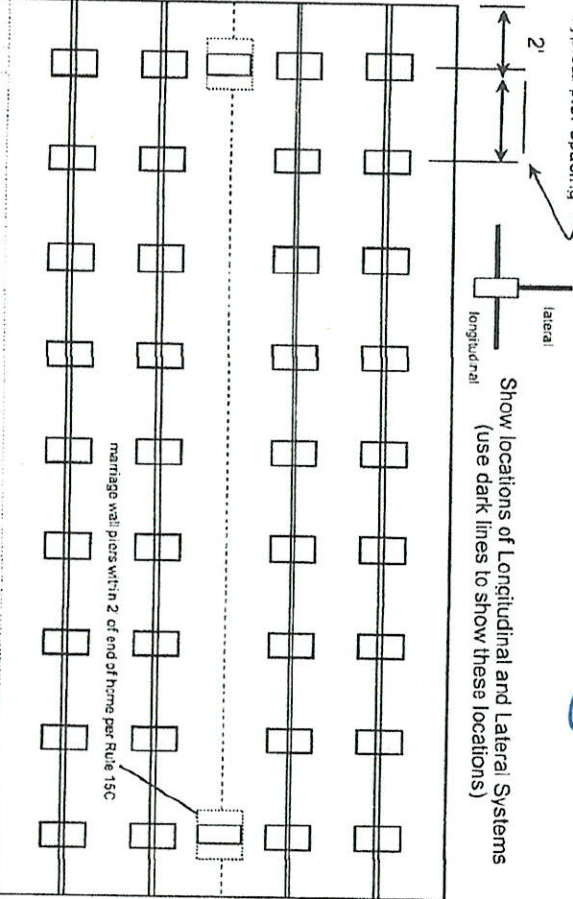 2'
lateral
longitudinal
Show locations of Longitudinal and Lateral Systems
(use dark lines to show these locations)
marriage wall piers within 2' of end of home per Rule 15C